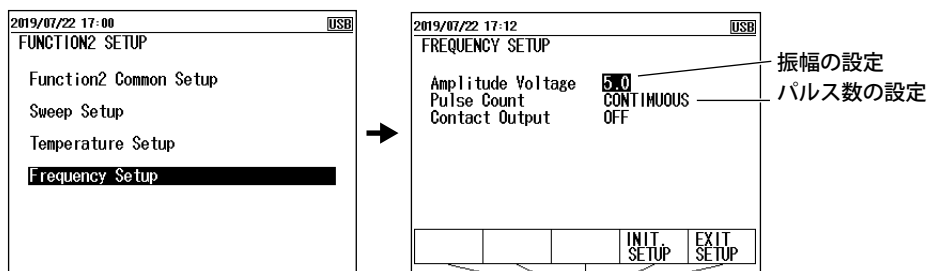 2019/07/22 17:00 USB
FUNCTION2 SETUP
Function2 Common Setup
Sweep Setup
Temperature Setup
Frequency Setup
2019/07/22 17:12 USB
FREQUENCY SETUP
Amplitude Voltage 5.0
Pulse Count CONTIMUOUS
Contact Output OFF
INIT. SETUP
EXIT SETUP
振幅の設定
パルス数の設定